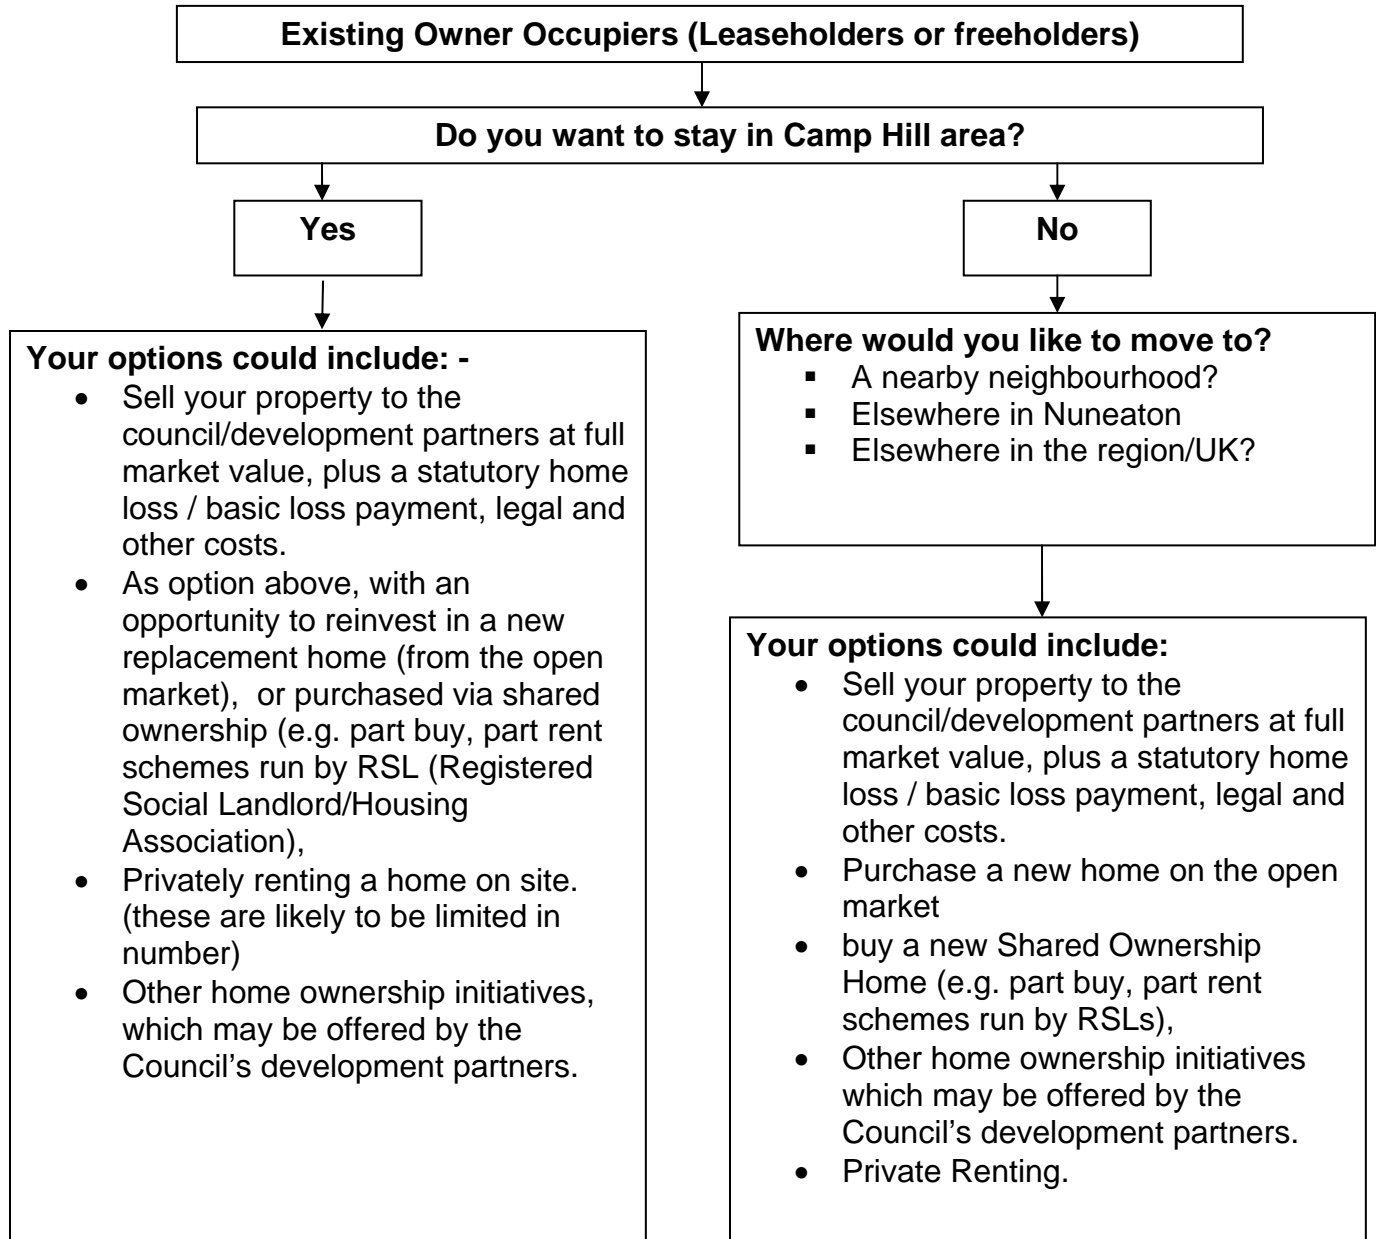 Existing Owner Occupiers (Leaseholders or freeholders)
Do you want to stay in Camp Hill area?
Yes
No
Your options could include: -
• Sell your property to the
council/development partners at full
market value, plus a statutory home
loss / basic loss payment, legal and
other costs.
• As option above, with an
opportunity to reinvest in a new
replacement home (from the open
market), or purchased via shared
ownership (e.g. part buy, part rent
schemes run by RSL (Registered
Social Landlord/Housing
Association),
• Privately renting a home on site.
(these are likely to be limited in
number)
• Other home ownership initiatives,
which may be offered by the
Council’s development partners.
Where would you like to move to?
▪ A nearby neighbourhood?
▪ Elsewhere in Nuneaton
▪ Elsewhere in the region/UK?
Your options could include:
• Sell your property to the
council/development partners at full
market value, plus a statutory home
loss / basic loss payment, legal and
other costs.
• Purchase a new home on the open
market
• buy a new Shared Ownership
Home (e.g. part buy, part rent
schemes run by RSLs),
• Other home ownership initiatives
which may be offered by the
Council’s development partners.
• Private Renting.